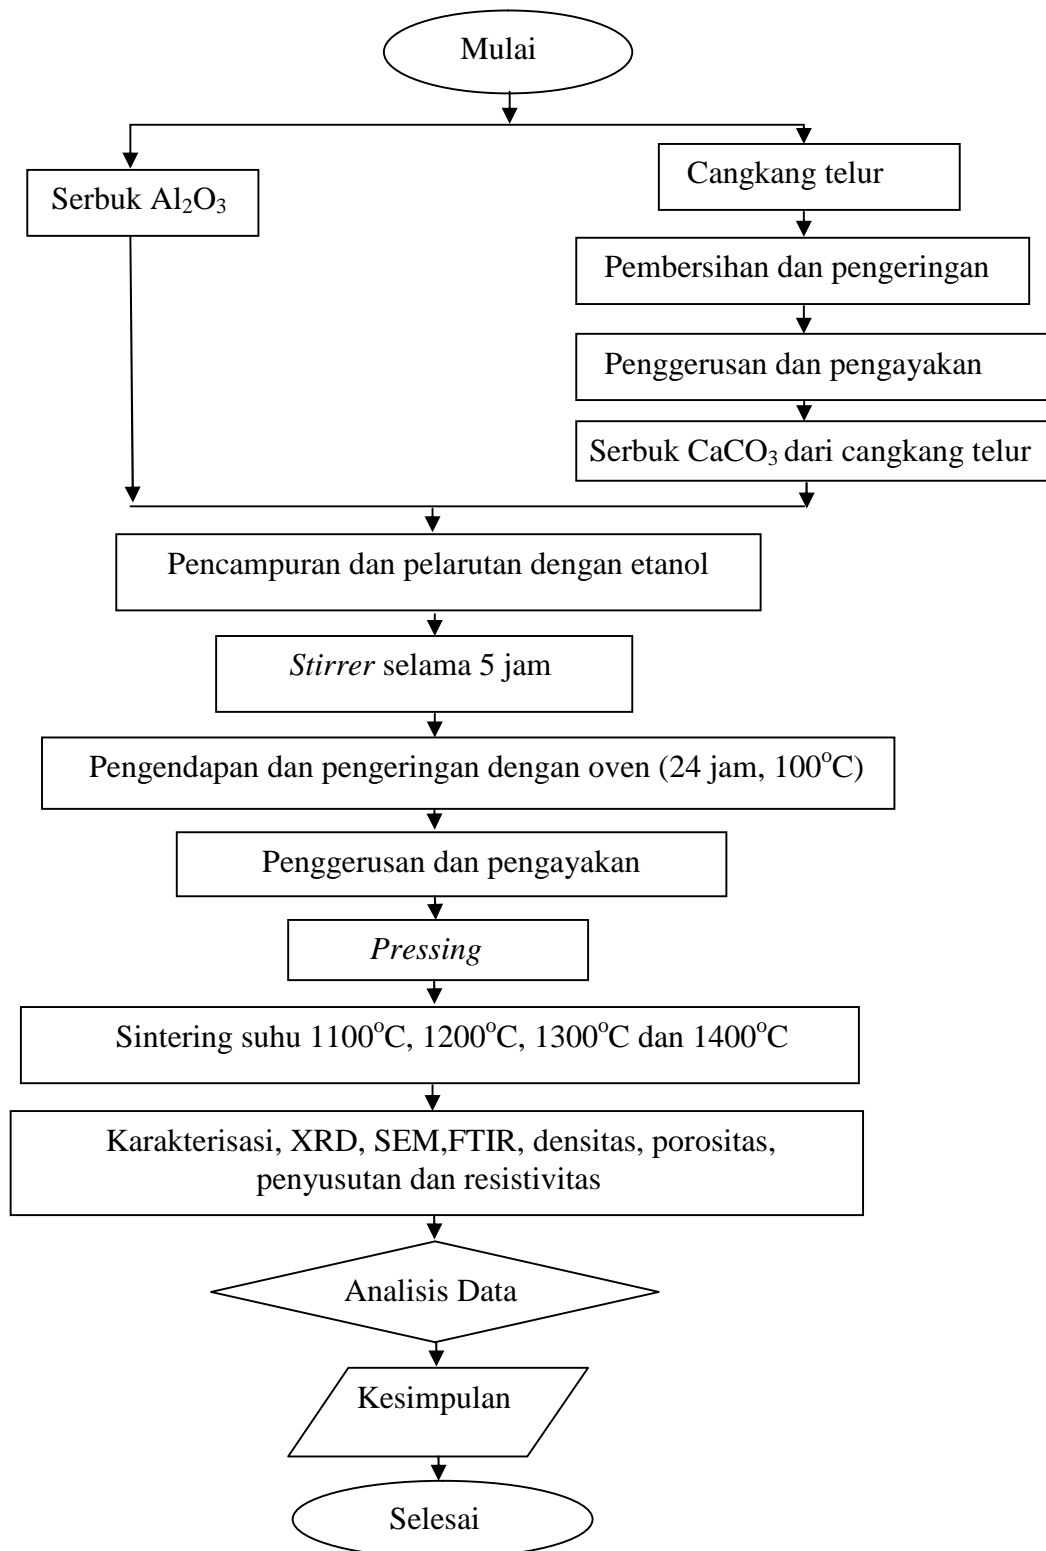 Mulai
Serbuk Al₂O₃
Cangkang telur
Pembersihan dan pengeringan
Penggerusan dan pengayakan
Serbuk CaCO₃ dari cangkang telur
Pencampuran dan pelarutan dengan etanol
Stirrer selama 5 jam
Pengendapan dan pengeringan dengan oven (24 jam, 100°C)
Penggerusan dan pengayakan
Pressing
Sintering suhu 1100°C, 1200°C, 1300°C dan 1400°C
Karakterisasi, XRD, SEM,FTIR, densitas, porositas,
penyusutan dan resistivitas
Analisis Data
Kesimpulan
Selesai